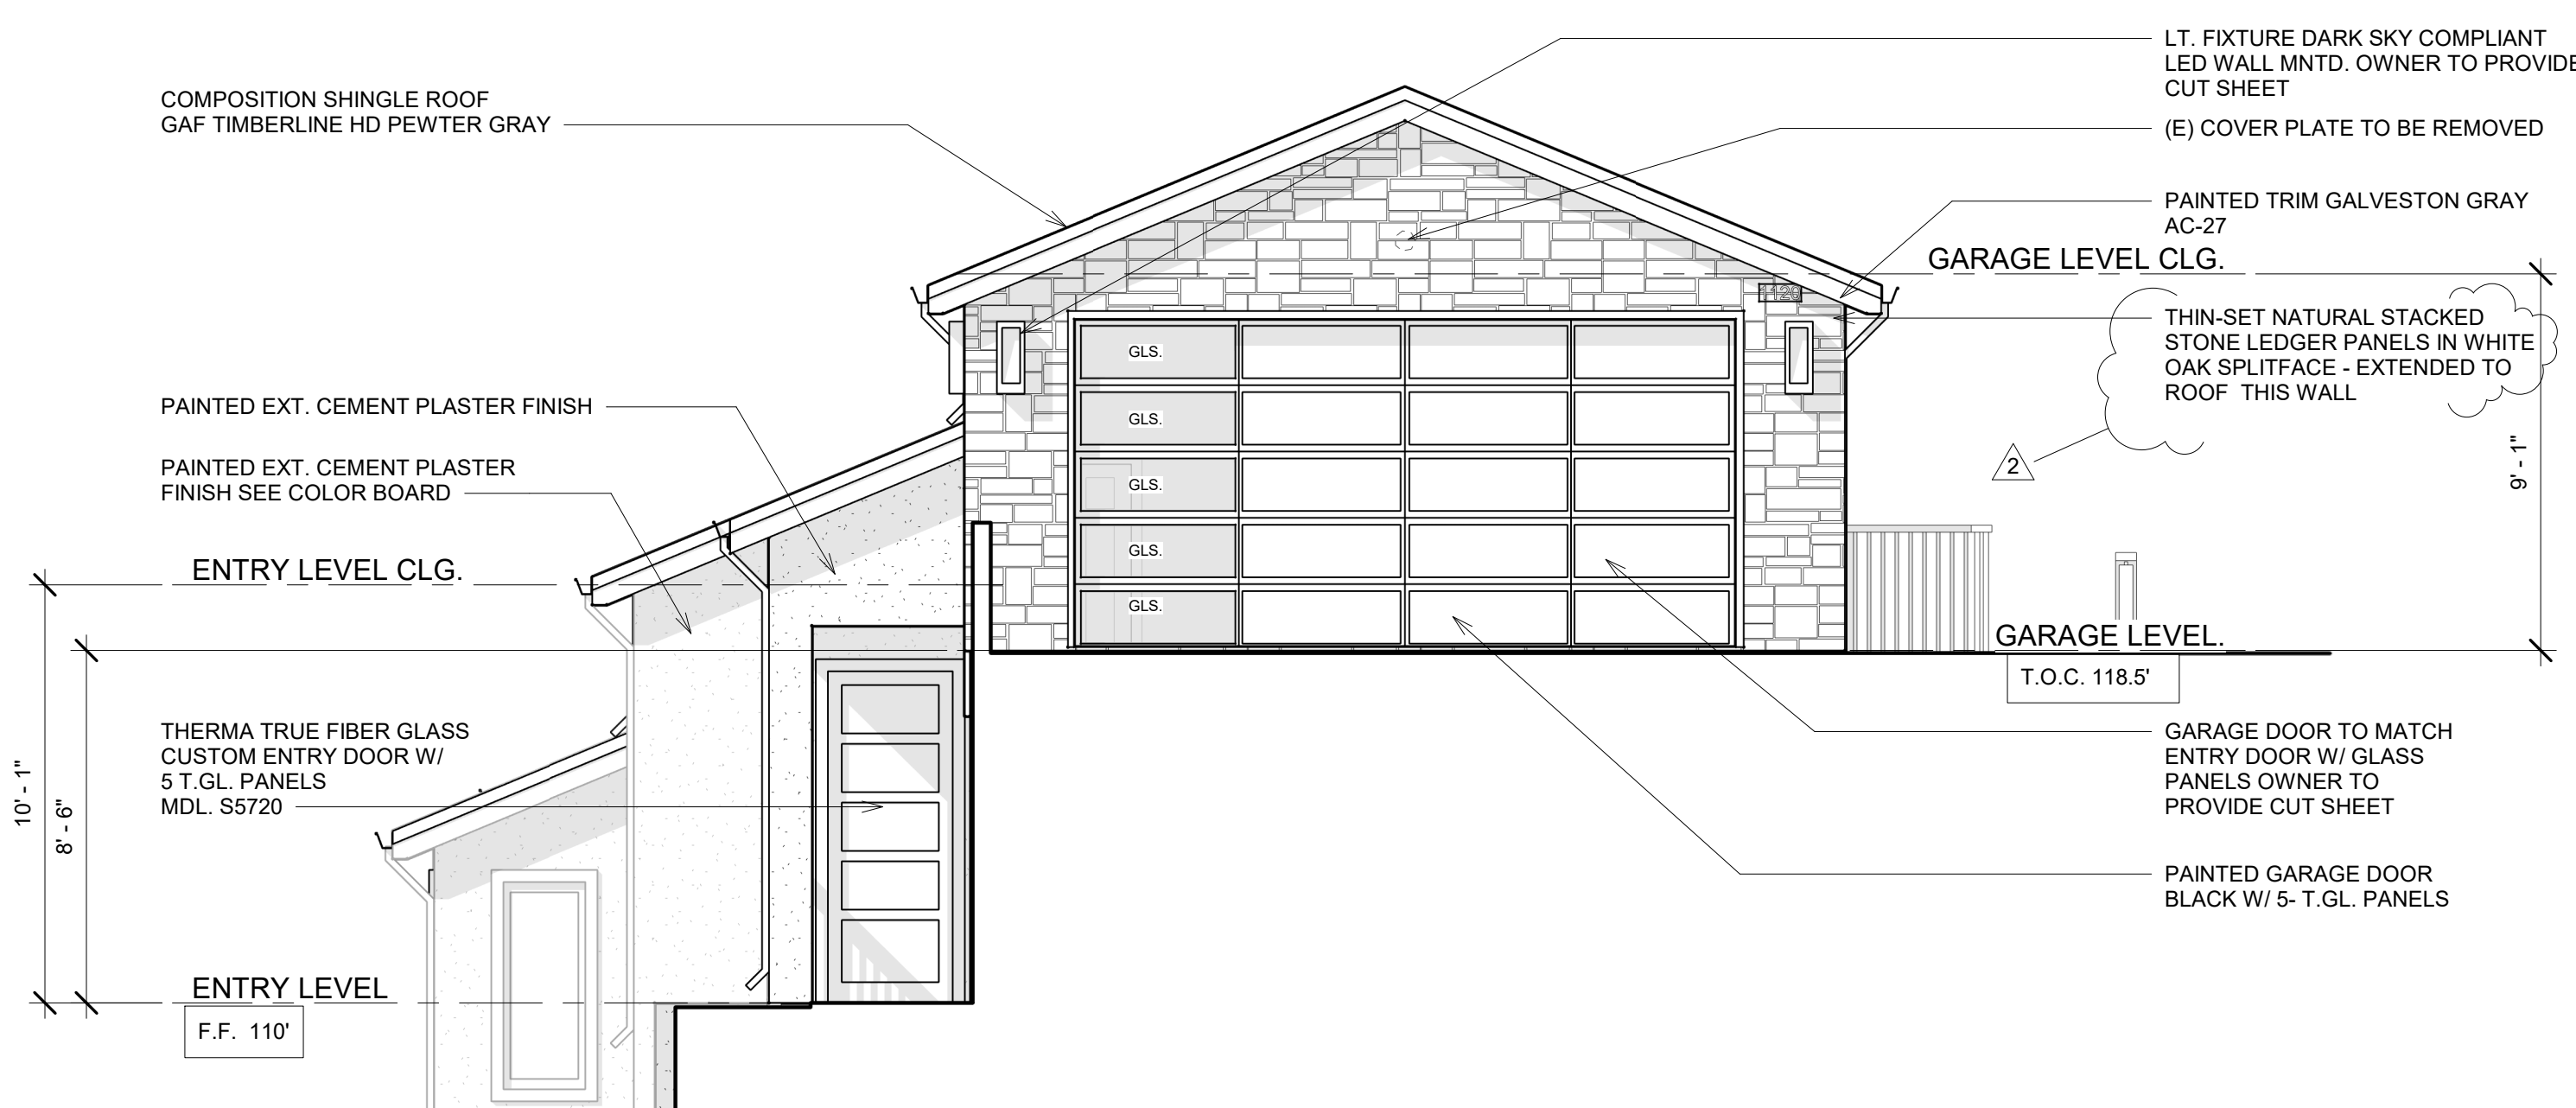 LT. FIXTURE DARK SKY COMPLIANT
LED WALL MNTD. OWNER TO PROVIDE
CUT SHEET
COMPOSITION SHINGLE ROOF
GAF TIMBERLINE HD PEWTER GRAY
(E) COVER PLATE TO BE REMOVED
PAINTED TRIM GALVESTON GRAY
AC-27
GARAGE LEVEL CLG.
1120
THIN-SET NATURAL STACKED
STONE LEDGER PANELS IN WHITE
OAK SPLITFACE - EXTENDED TO
ROOF THIS WALL
GLS.
GLS.
GLS.
GLS.
GLS.
PAINTED EXT. CEMENT PLASTER FINISH
PAINTED EXT. CEMENT PLASTER
FINISH SEE COLOR BOARD
2
9' - 1"
ENTRY LEVEL CLG.
GARAGE LEVEL.
T.O.C. 118.5'
THERMA TRUE FIBER GLASS
CUSTOM ENTRY DOOR W/
5 T.GL. PANELS
MDL. S5720
GARAGE DOOR TO MATCH
ENTRY DOOR W/ GLASS
PANELS OWNER TO
PROVIDE CUT SHEET
10' - 1"
8' - 6"
PAINTED GARAGE DOOR
BLACK W/ 5- T.GL. PANELS
ENTRY LEVEL
F.F. 110'